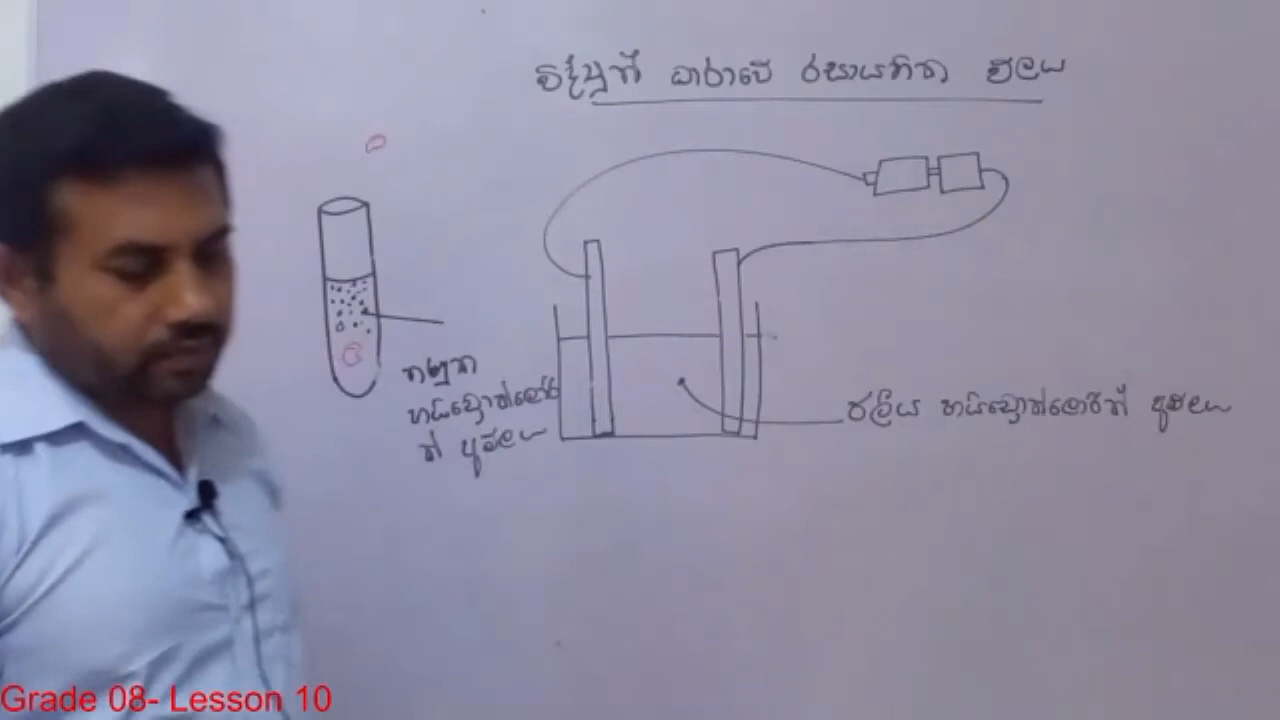 විද්යුත් ධාරාවේ රසායනික ඵලය
තනුක
හයිඩ්රොක්ලෝරි
ක් අම්ලය
ජලීය හයිඩ්රොක්ලොරික් අම්ලය
Grade 08- Lesson 10